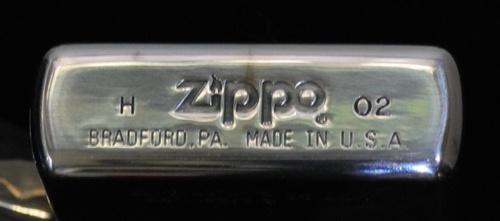 H Zippo® 02
BRADFORD, PA. MADE IN U.S.A.